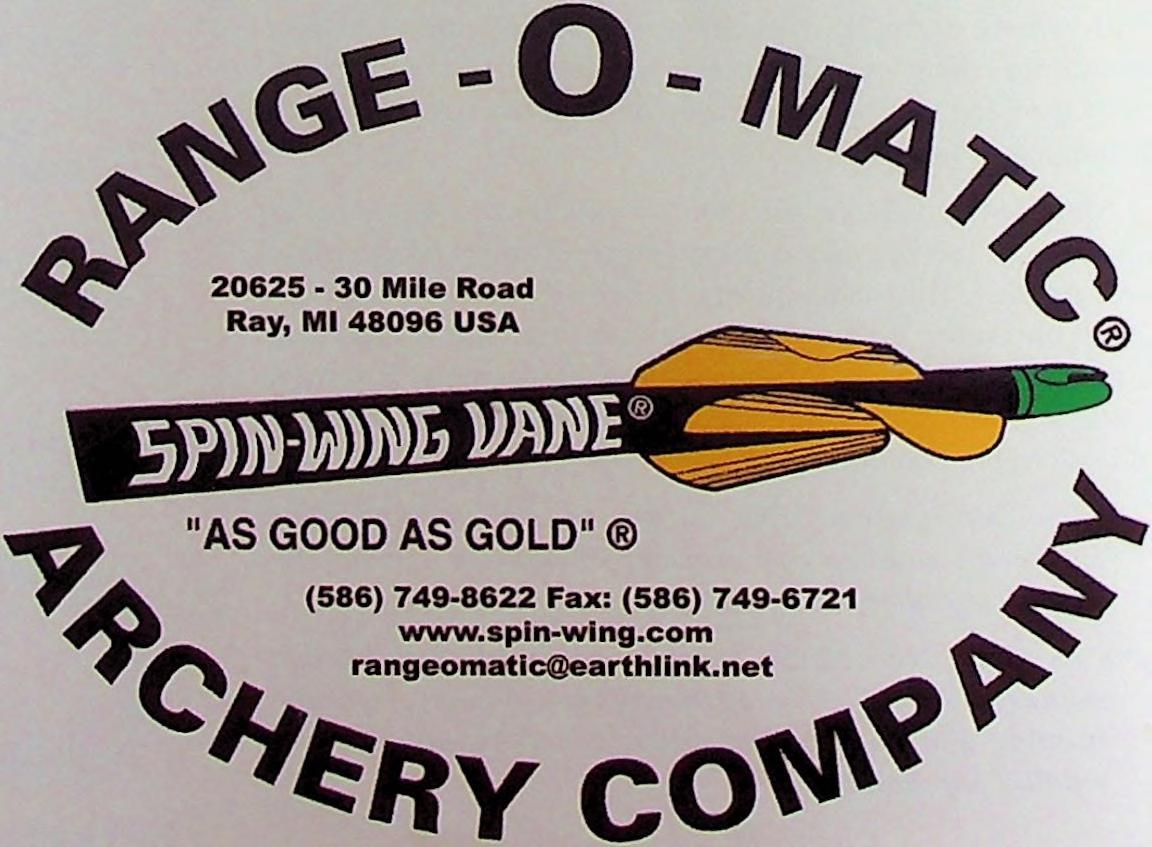 RANGE-O-MATIC®
20625 - 30 Mile Road
Ray, MI 48096 USA
SPIN-WING VANE®
"AS GOOD AS GOLD" ®
(586) 749-8622 Fax: (586) 749-6721
www.spin-wing.com
rangeomatic@earthlink.net
ARCHERY COMPANY